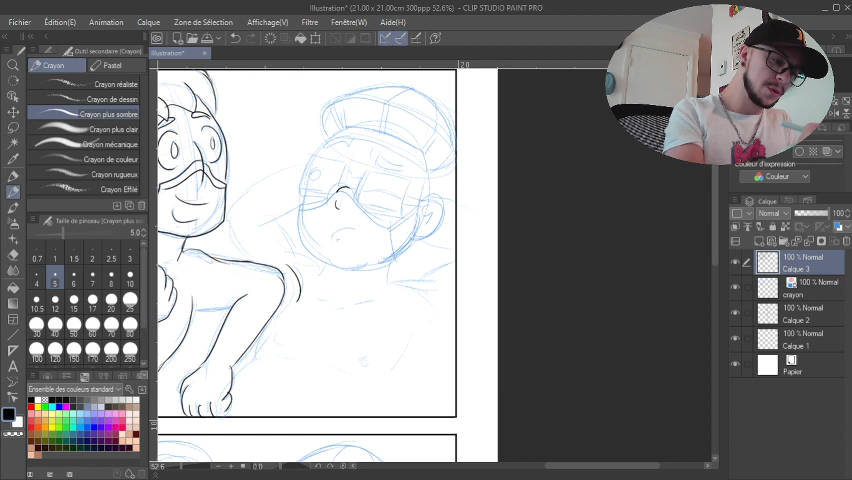 Illustration* (21.00 x 21.00cm 300ppp 52.6%) - CLIP STUDIO PAINT PRO
Fichier Édition(E) Animation Calque Zone de Sélection Affichage(V) Filtre Fenêtre(W) Aide(H)
Outil secondaire (Crayon)
Illustration*
Crayon Pastel
Crayon réaliste
Crayon de dessin
Crayon plus sombre
Crayon plus clair
Crayon mécanique
Crayon de couleur
Crayon rugueux
Crayon Effilé
Taille de pinceau [Crayon plus som
5.0
0.7 1 2 2.5 3
4 5 7 8 10
10.5 12 15 17 20 25
30 40 50 60 70 80
100 120 150 170 200 250
Ensemble des couleurs standard
20
10
52.6
0.0
Couleur d'expression
Couleur
Calque
Normal 100
100 % Normal
Calque 3
100 % Normal
crayon
100 % Normal
Calque 2
100 % Normal
Calque 1
Papier